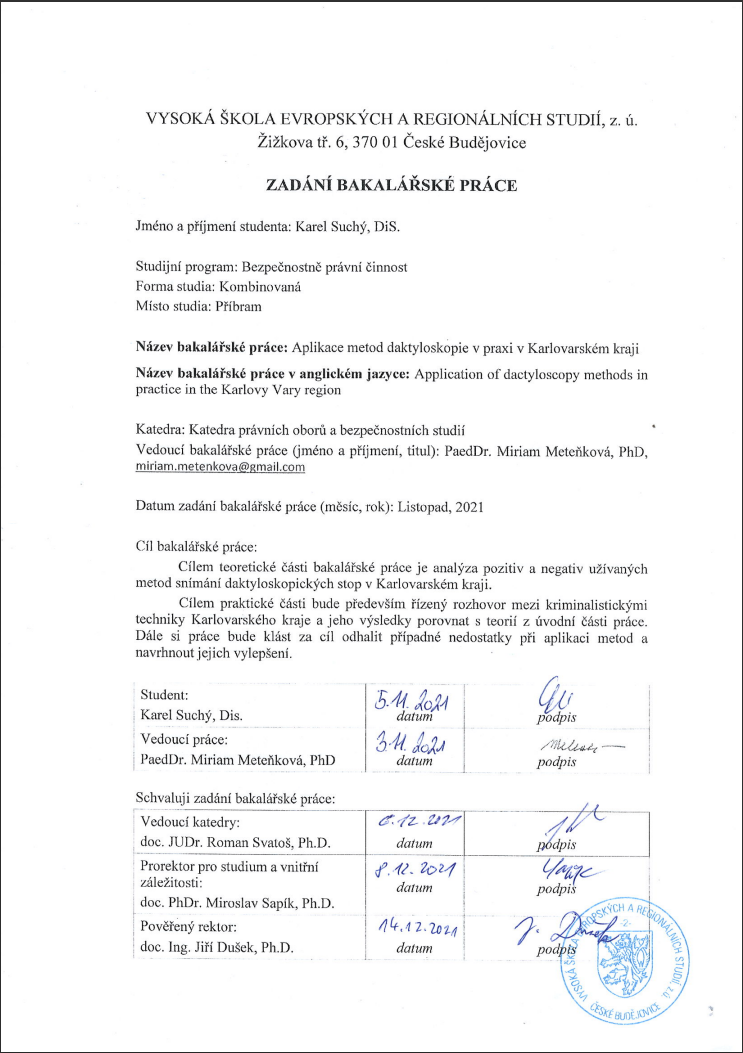 VYSOKÁ ŠKOLA EVROPSKÝCH A REGIONÁLNÍCH STUDIÍ, z. ú.
Žižkova tř. 6, 370 01 České Budějovice
ZADÁNÍ BAKALÁŘSKÉ PRÁCE
Jméno a příjmení studenta: Karel Suchý, DiS.
Studijní program: Bezpečnostně právní činnost
Forma studia: Kombinovaná
Místo studia: Příbram
Název bakalářské práce: Aplikace metod daktyloskopie v praxi v Karlovarském kraji
Název bakalářské práce v anglickém jazyce: Application of dactyloscopy methods in
practice in the Karlovy Vary region
Katedra: Katedra právních oborů a bezpečnostních studií
Vedoucí bakalářské práce (jméno a příjmení, titul): PaedDr. Miriam Meteňková, PhD,
miriam.metenkova@gmail.com
Datum zadání bakalářské práce (měsíc, rok): Listopad, 2021
Cíl bakalářské práce:
Cílem teoretické části bakalářské práce je analýza pozitiv a negativ užívaných
metod snímání daktyloskopických stop v Karlovarském kraji.
Cílem praktické části bude především řízený rozhovor mezi kriminalistickými
techniky Karlovarského kraje a jeho výsledky porovnat s teorií z úvodní části práce.
Dále si práce bude klást za cíl odhalit případné nedostatky při aplikaci metod a
navrhnout jejich vylepšení.
Student:
Karel Suchý, Dis.
5.11.2021
datum
podpis
Vedoucí práce:
PaedDr. Miriam Meteňková, PhD
3.11.2021
datum
podpis
Schvaluji zadání bakalářské práce:
Vedoucí katedry:
doc. JUDr. Roman Svatoš, Ph.D.
.12.2021
datum
podpis
Prorektor pro studium a vnitřní
záležitosti:
doc. PhDr. Miroslav Sapík, Ph.D.
8.12.2021
datum
podpis
Pověřený rektor:
doc. Ing. Jiří Dušek, Ph.D.
14.12.2021
datum
J. Dušek
podpis
VYSOKÁ ŠKOLA EVROPSKÝCH A REGIONÁLNÍCH STUDIÍ, z.ú.
-2-
ČESKÉ BUDĚJOVICE